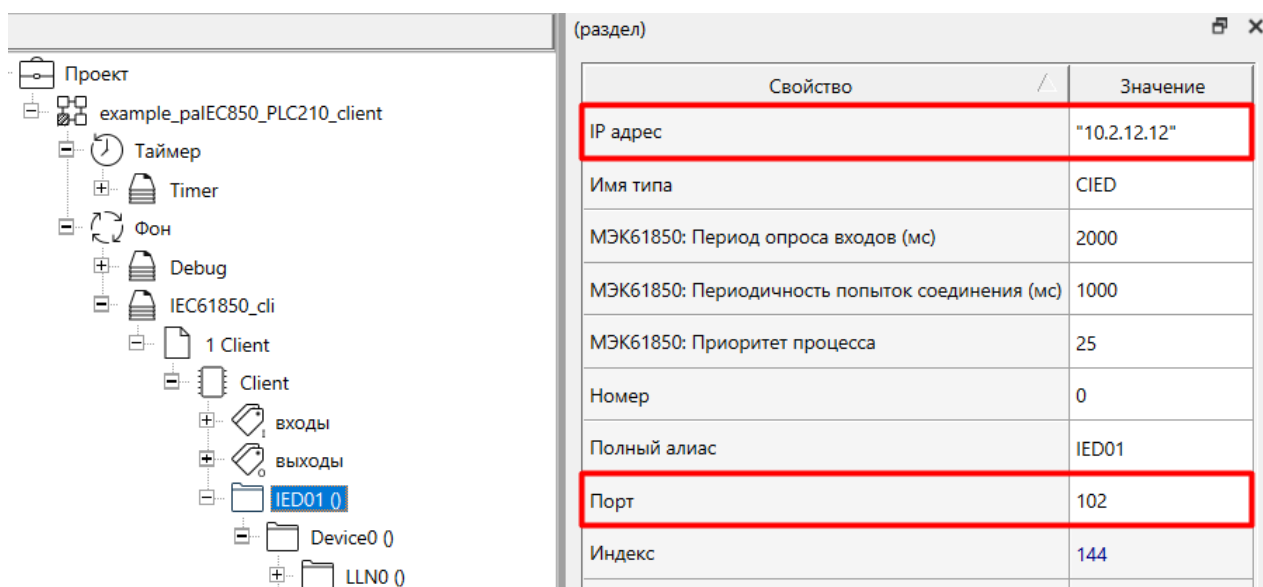 (раздел)
Проект
example_palEC850_PLC210_client
Таймер
Timer
Фон
Debug
IEC61850_cli
1 Client
Client
входы
выходы
IED01 ()
Device0 ()
LLN0 ()
Свойство Значение
IP адрес "10.2.12.12"
Имя типа CIED
МЭК61850: Период опроса входов (мс) 2000
МЭК61850: Периодичность попыток соединения (мс) 1000
МЭК61850: Приоритет процесса 25
Номер 0
Полный алиас IED01
Порт 102
Индекс 144